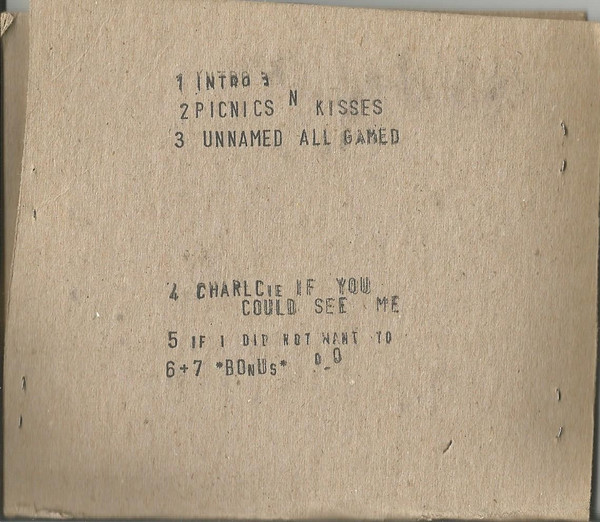 1 INTRO 3
2 PICNICS N KISSES
3 UNNAMED ALL GAMED
4 CHARLCiE IF YOU
COULD SEE ME
5 IF I DID NOT WANT TO
6+7 *BONUS* 0_0